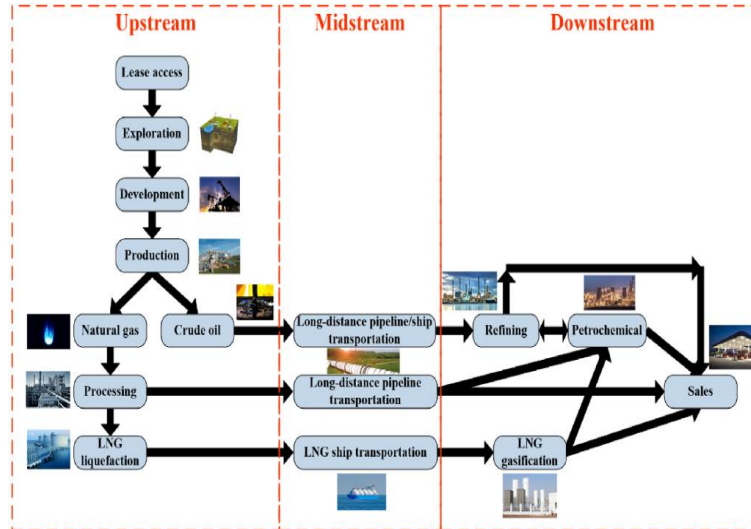 Upstream
Midstream
Downstream
Lease access
Exploration
Development
Production
Natural gas
Crude oil
Long-distance pipeline/ship
transportation
Refining
Petrochemical
Processing
Long-distance pipeline
transportation
Sales
LNG
liquefaction
LNG ship transportation
LNG
gasification